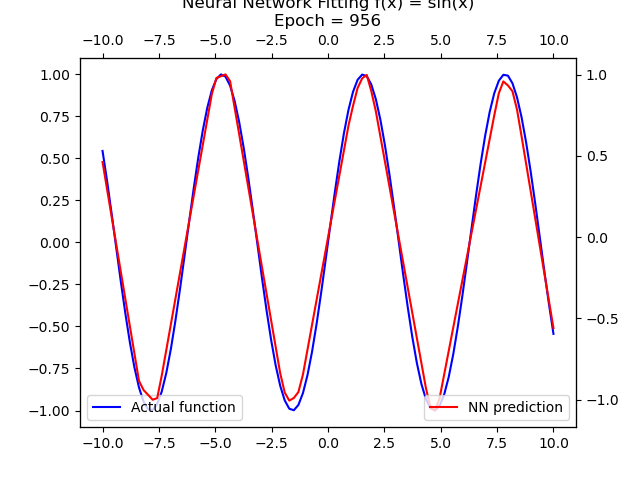 Neural Network Fitting f(x) = sin(x)
Epoch = 956
−10.0 −7.5 −5.0 −2.5 0.0 2.5 5.0 7.5 10.0
1.00 1.0
0.75
0.50 0.5
0.25
0.00 0.0
−0.25
−0.50 −0.5
−0.75
−1.00 −1.0
Actual function NN prediction
−10.0 −7.5 −5.0 −2.5 0.0 2.5 5.0 7.5 10.0